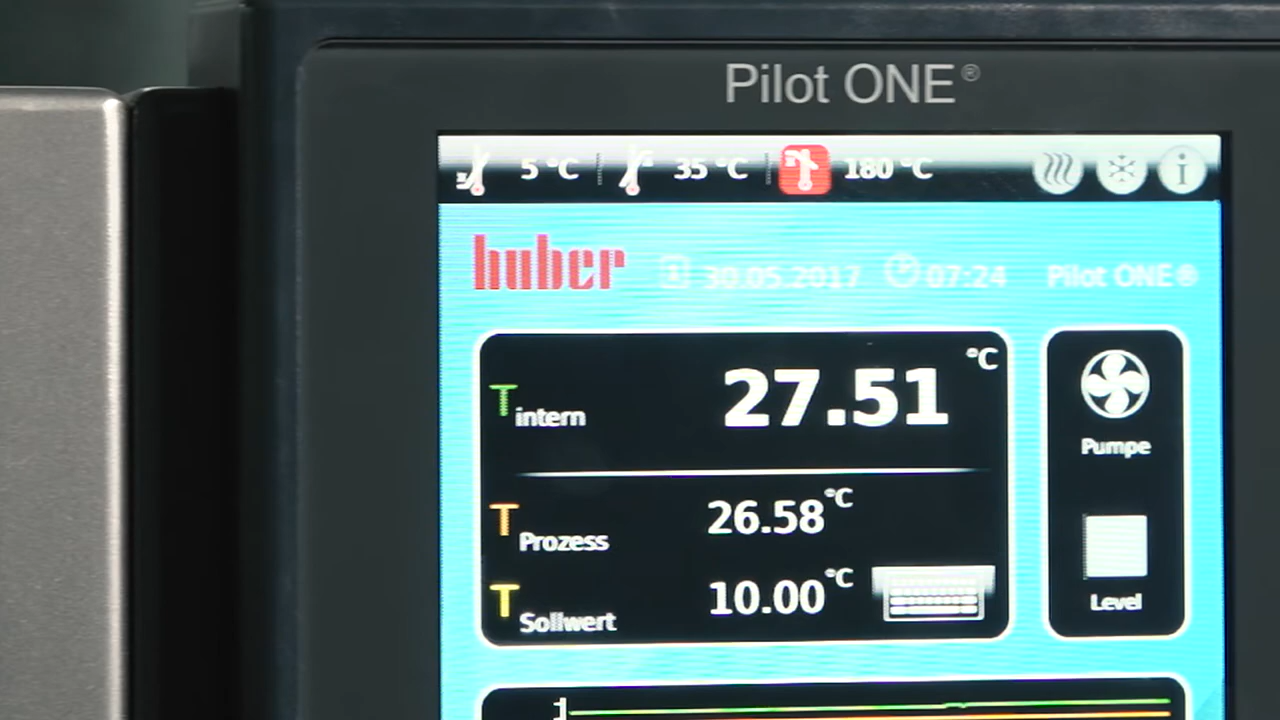 Pilot ONE®
5 °C 35 °C 180 °C
huber 30.05.2017 07:24 Pilot ONE®
T intern 27.51 °C
Pumpe
T Prozess 26.58 °C
T Sollwert 10.00 °C
Level